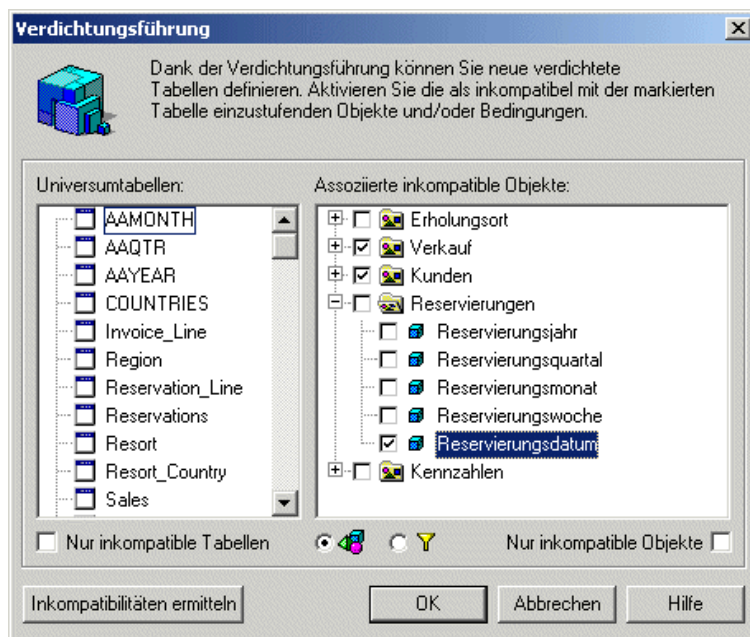 Verdichtungsführung
Dank der Verdichtungsführung können Sie neue verdichtete
Tabellen definieren. Aktivieren Sie die als inkompatibel mit der markierten
Tabelle einzustufenden Objekte und/oder Bedingungen.
Universumtabellen:
AAMONTH
AAQTR
AAYEAR
COUNTRIES
Invoice_Line
Region
Reservation_Line
Reservations
Resort
Resort_Country
Sales
Assoziierte inkompatible Objekte:
Erholungsort
Verkauf
Kunden
Reservierungen
Reservierungsjahr
Reservierungsquartal
Reservierungsmonat
Reservierungswoche
Reservierungsdatum
Kennzahlen
Nur inkompatible Tabellen
Nur inkompatible Objekte
Inkompatibilitäten ermitteln
OK
Abbrechen
Hilfe